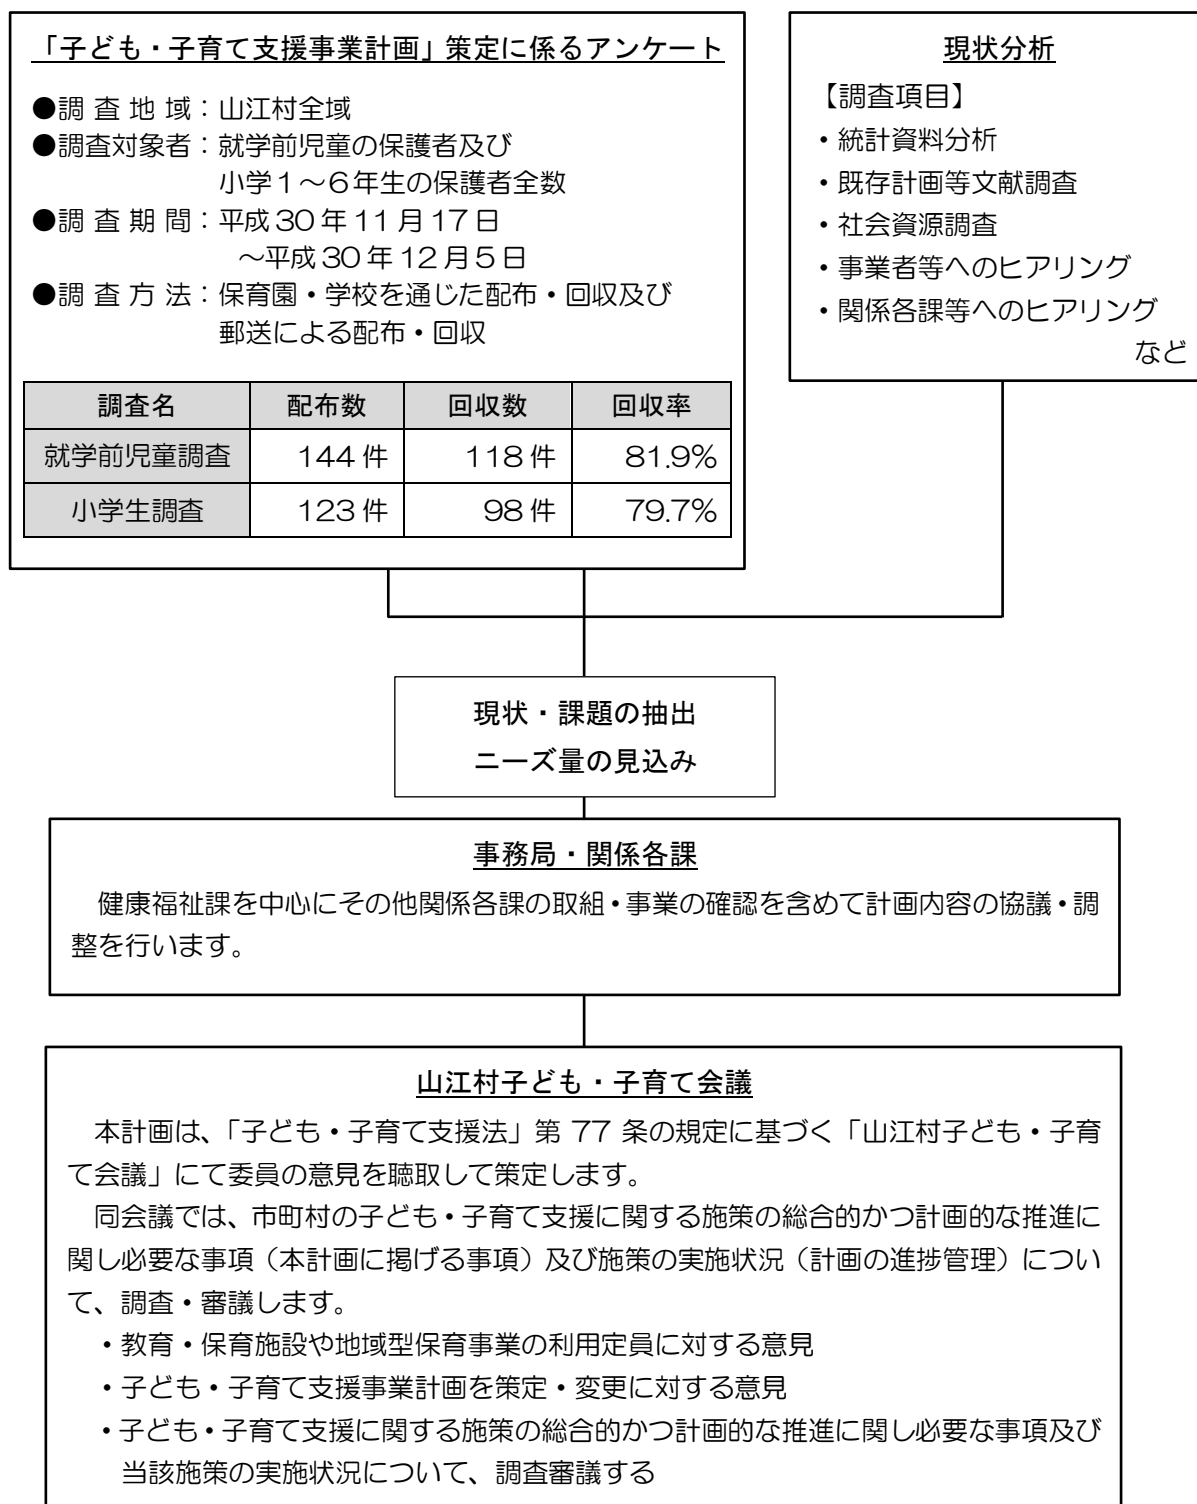 「子ども・子育て支援事業計画」策定に係るアンケート
●調 査 地 域：山江村全域
●調査対象者：就学前児童の保護者及び
小学１～６年生の保護者全数
●調 査 期 間：平成30年11月17日
～平成30年12月5日
●調 査 方 法：保育園・学校を通じた配布・回収及び
郵送による配布・回収
調査名 配布数 回収数 回収率
就学前児童調査 144件 118件 81.9%
小学生調査 123件 98件 79.7%
現状分析
【調査項目】
・統計資料分析
・既存計画等文献調査
・社会資源調査
・事業者等へのヒアリング
・関係各課等へのヒアリング
など
現状・課題の抽出
ニーズ量の見込み
事務局・関係各課
健康福祉課を中心にその他関係各課の取組・事業の確認を含めて計画内容の協議・調
整を行います。
山江村子ども・子育て会議
本計画は、「子ども・子育て支援法」第 77 条の規定に基づく「山江村子ども・子育
て会議」にて委員の意見を聴取して策定します。
同会議では、市町村の子ども・子育て支援に関する施策の総合的かつ計画的な推進に
関し必要な事項（本計画に掲げる事項）及び施策の実施状況（計画の進捗管理）につい
て、調査・審議します。
・教育・保育施設や地域型保育事業の利用定員に対する意見
・子ども・子育て支援事業計画を策定・変更に対する意見
・子ども・子育て支援に関する施策の総合的かつ計画的な推進に関し必要な事項及び
当該施策の実施状況について、調査審議する